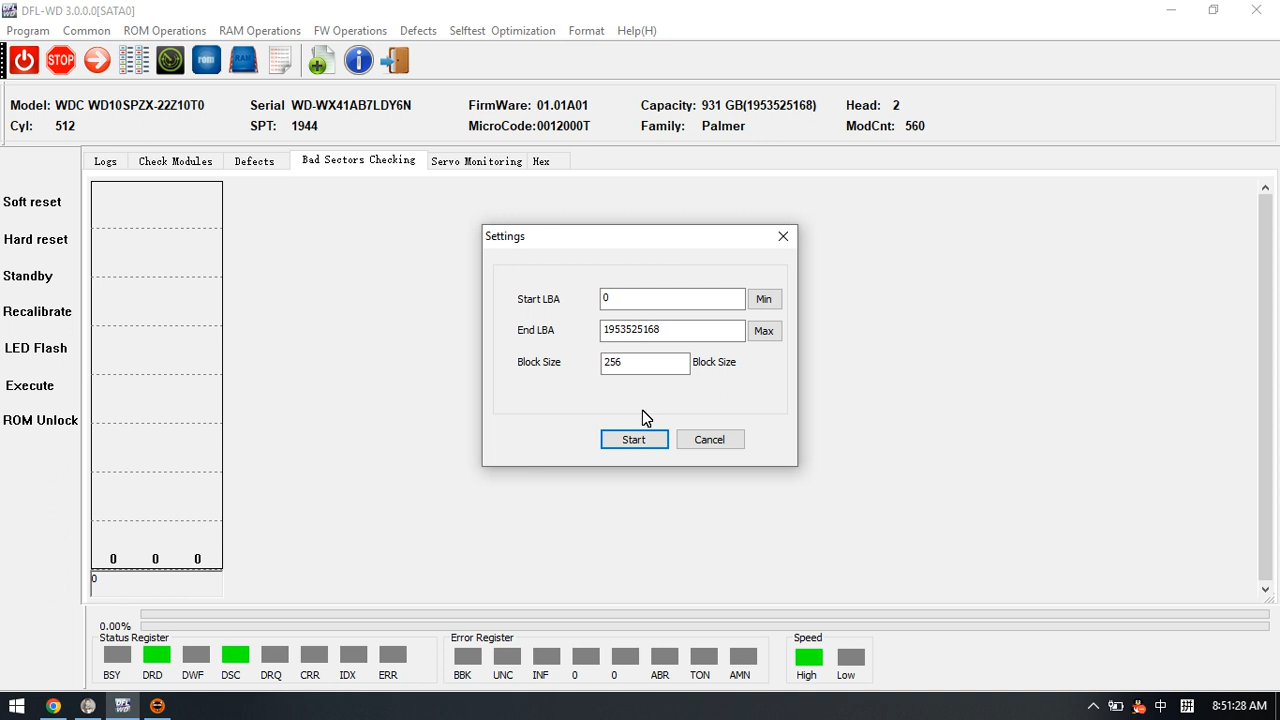 DFL-WD 3.0.0.0[SATA0]
Program Common ROM Operations RAM Operations FW Operations Defects Selftest Optimization Format Help(H)
STOP rom RAM
Model: WDC WD10SPZX-22Z10T0 Serial WD-WX41AB7LDY6N FirmWare: 01.01A01 Capacity: 931 GB(1953525168) Head: 2
Cyl: 512 SPT: 1944 MicroCode:0012000T Family: Palmer ModCnt: 560
Logs Check Modules Defects Bad Sectors Checking Servo Monitoring Hex
Soft reset
Hard reset
Standby
Recalibrate
LED Flash
Execute
ROM Unlock
Settings
Start LBA 0 Min
End LBA 1953525168 Max
Block Size 256 Block Size
Start Cancel
0 0 0
0
0.00%
Status Register Error Register Speed
BSY DRD DWF DSC DRQ CRR IDX ERR BBK UNC INF 0 0 ABR TON AMN High Low
DFL WD 中 拼 8:51:28 AM